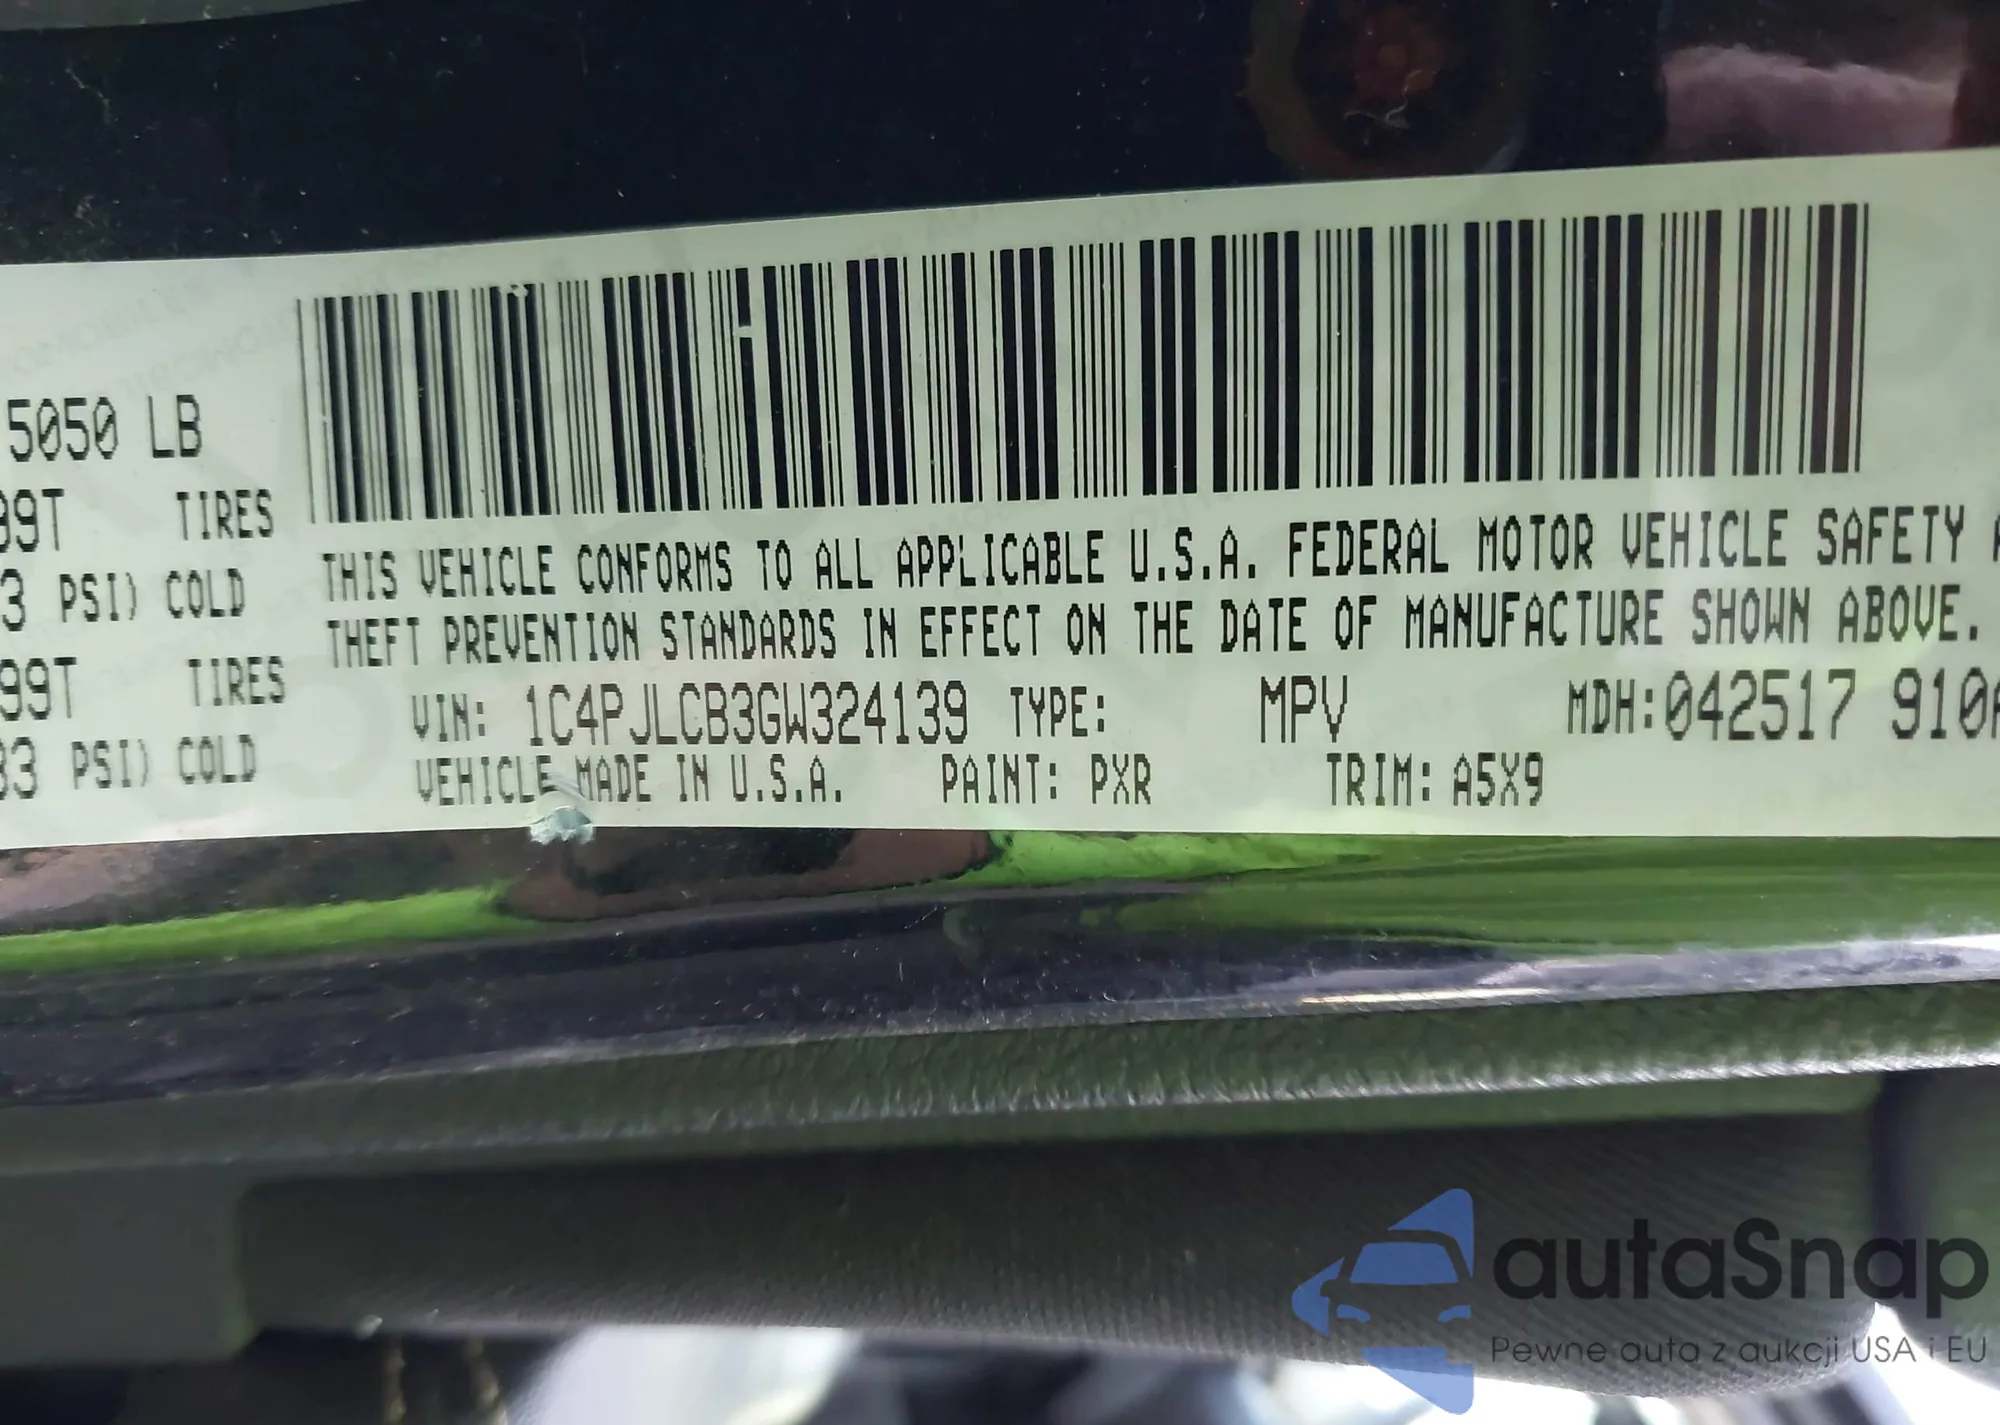 5050 LB
99T TIRES
3 PSI) COLD
99T TIRES
33 PSI) COLD
THIS VEHICLE CONFORMS TO ALL APPLICABLE U.S.A. FEDERAL MOTOR VEHICLE SAFETY A
THEFT PREVENTION STANDARDS IN EFFECT ON THE DATE OF MANUFACTURE SHOWN ABOVE.
VIN: 1C4PJLCB3GW324139 TYPE: MPV MDH:042517 910A
VEHICLE MADE IN U.S.A. PAINT: PXR TRIM: A5X9
autaSnap
Pewne auta z aukcji USA i EU